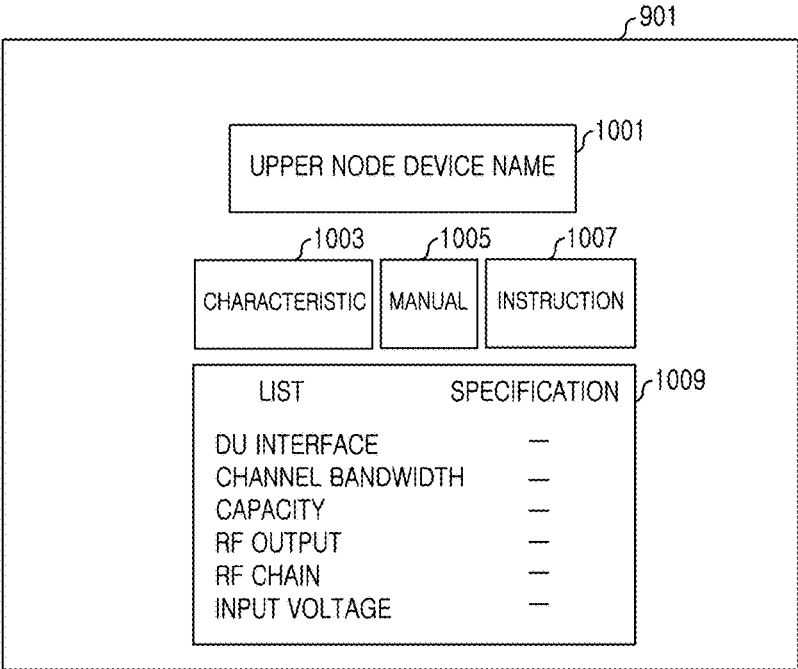 901
1001
UPPER NODE DEVICE NAME
1003 1005 1007
CHARACTERISTIC MANUAL INSTRUCTION
LIST SPECIFICATION 1009
DU INTERFACE —
CHANNEL BANDWIDTH —
CAPACITY —
RF OUTPUT —
RF CHAIN —
INPUT VOLTAGE —